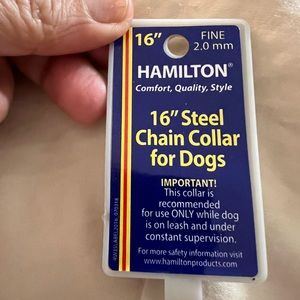 16” FINE
2.0 mm
HAMILTON®
Comfort, Quality, Style
16” Steel
Chain Collar
for Dogs
IMPORTANT!
This collar is
recommended
for use ONLY while dog
is on leash and under
constant supervision.
For more safety information visit
www.hamiltonproducts.com